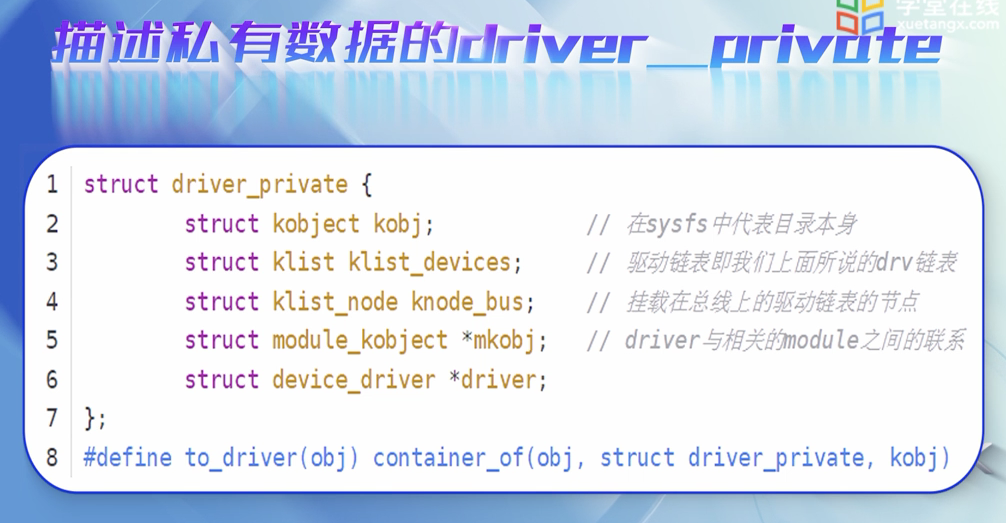 学堂在线
xuetangx.com
描述私有数据的driver__private
1 struct driver_private {
2 struct kobject kobj; // 在sysfs中代表目录本身
3 struct klist klist_devices; // 驱动链表即我们上面所说的drv链表
4 struct klist_node knode_bus; // 挂载在总线上的驱动链表的节点
5 struct module_kobject *mkobj; // driver与相关的module之间的联系
6 struct device_driver *driver;
7 };
8 #define to_driver(obj) container_of(obj, struct driver_private, kobj)